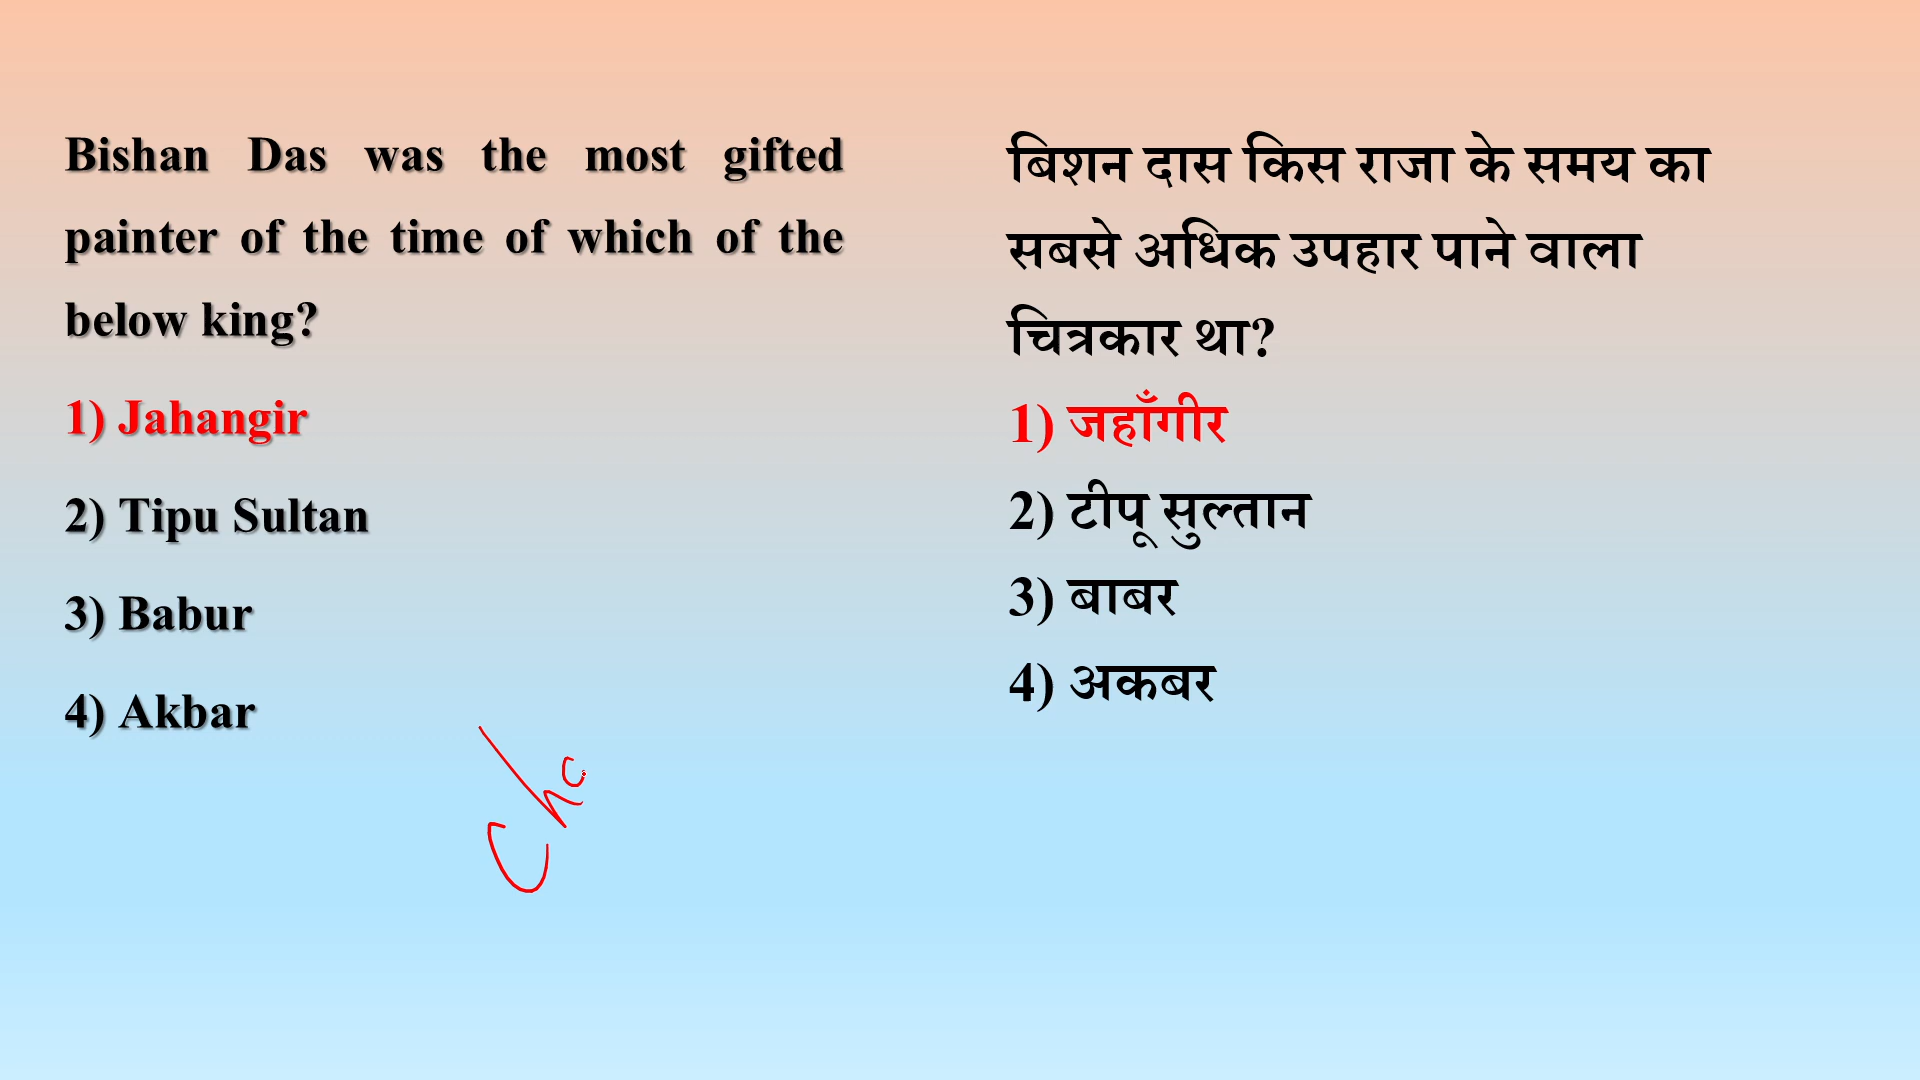 Bishan Das was the most gifted
painter of the time of which of the
below king?
1) Jahangir
2) Tipu Sultan
3) Babur
4) Akbar
बिशन दास किस राजा के समय का
सबसे अधिक उपहार पाने वाला
चित्रकार था?
1) जहाँगीर
2) टीपू सुल्तान
3) बाबर
4) अकबर